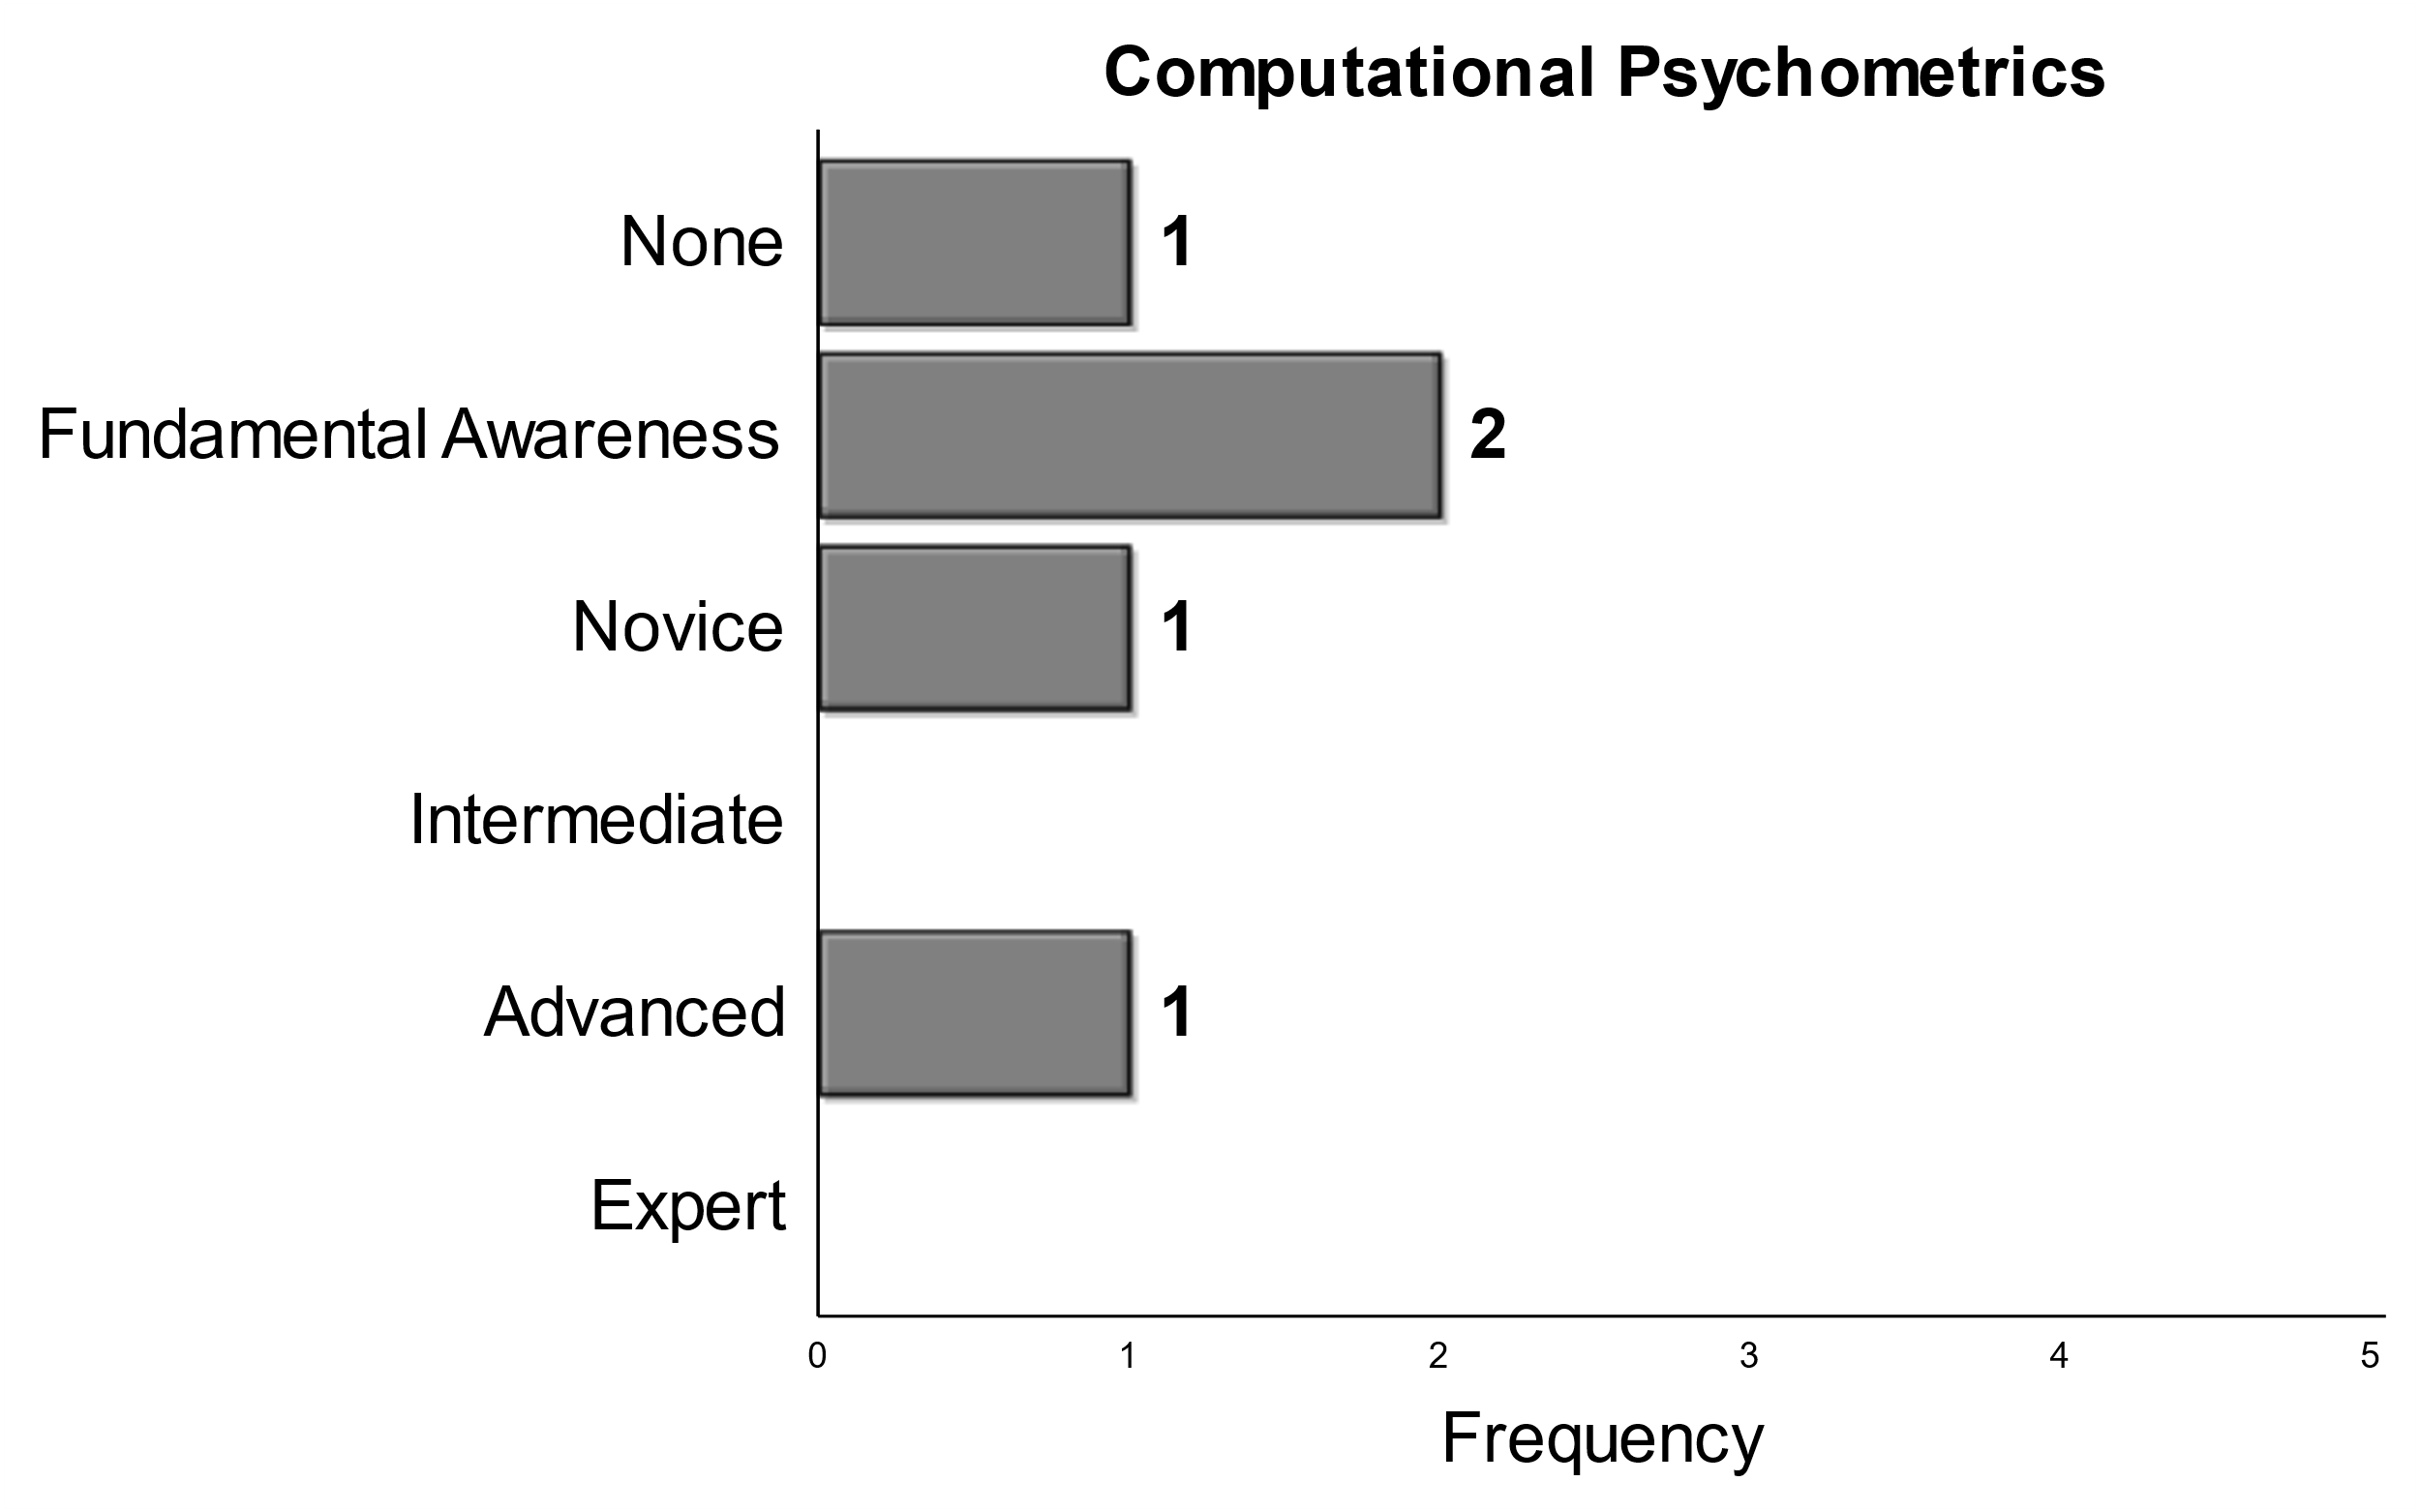 Computational Psychometrics
None 1
Fundamental Awareness 2
Novice 1
Intermediate
Advanced 1
Expert
0 1 2 3 4 5
Frequency